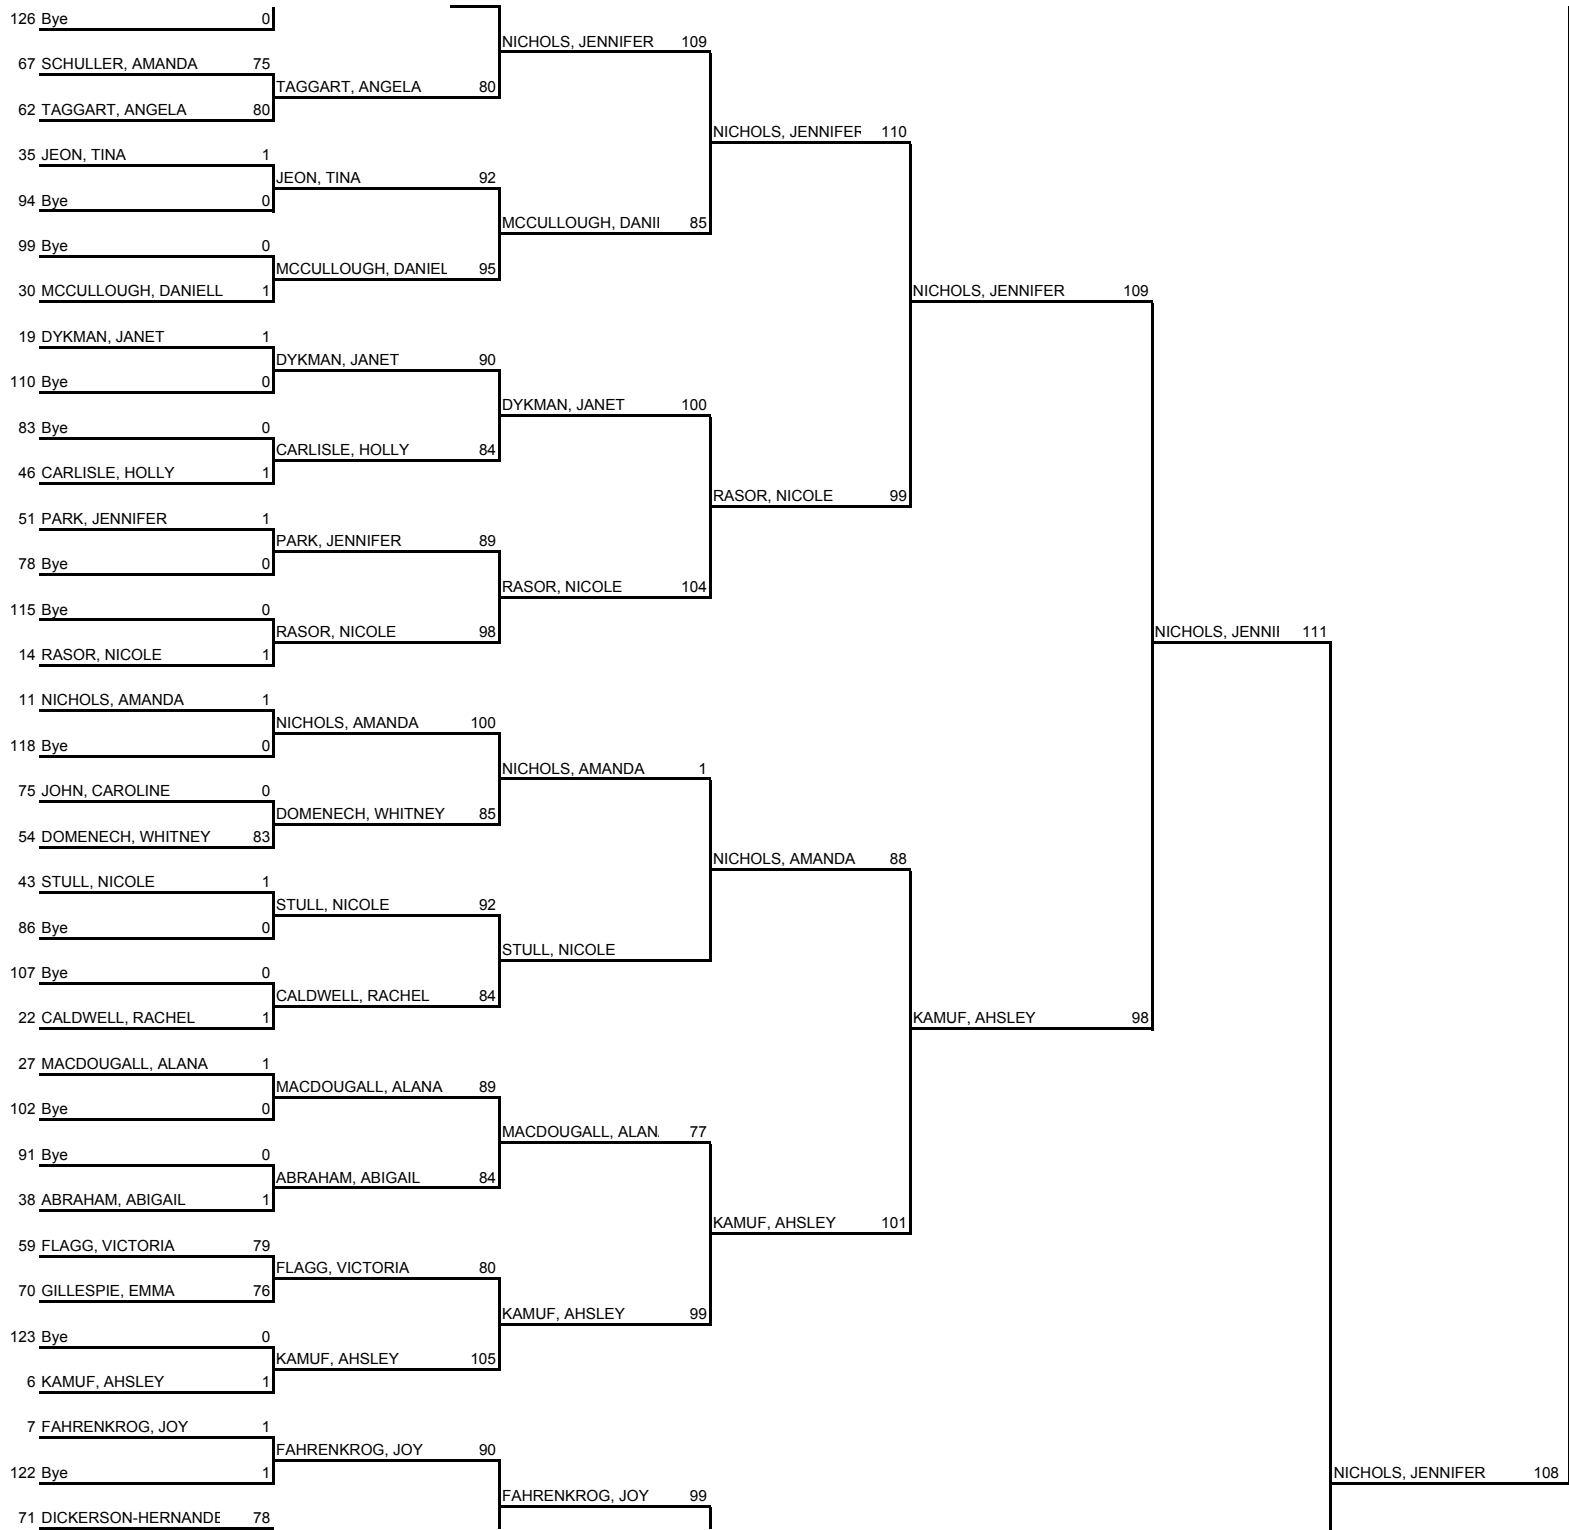 126 Bye 0
NICHOLS, JENNIFER 109
67 SCHULLER, AMANDA 75
TAGGART, ANGELA 80
62 TAGGART, ANGELA 80
NICHOLS, JENNIFER 110
35 JEON, TINA 1
JEON, TINA 92
94 Bye 0
MCCULLOUGH, DANII 85
99 Bye 0
MCCULLOUGH, DANIEL 95
30 MCCULLOUGH, DANIELL 1
NICHOLS, JENNIFER 109
19 DYKMAN, JANET 1
DYKMAN, JANET 90
110 Bye 0
DYKMAN, JANET 100
83 Bye 0
CARLISLE, HOLLY 84
46 CARLISLE, HOLLY 1
RASOR, NICOLE 99
51 PARK, JENNIFER 1
PARK, JENNIFER 89
78 Bye 0
RASOR, NICOLE 104
115 Bye 0
RASOR, NICOLE 98
NICHOLS, JENNII 111
14 RASOR, NICOLE 1
11 NICHOLS, AMANDA 1
NICHOLS, AMANDA 100
118 Bye 0
NICHOLS, AMANDA 1
75 JOHN, CAROLINE 0
DOMENECH, WHITNEY 85
54 DOMENECH, WHITNEY 83
NICHOLS, AMANDA 88
43 STULL, NICOLE 1
STULL, NICOLE 92
86 Bye 0
STULL, NICOLE
107 Bye 0
CALDWELL, RACHEL 84
22 CALDWELL, RACHEL 1
KAMUF, AHSLEY 98
27 MACDOUGALL, ALANA 1
MACDOUGALL, ALANA 89
102 Bye 0
MACDOUGALL, ALAN 77
91 Bye 0
ABRAHAM, ABIGAIL 84
38 ABRAHAM, ABIGAIL 1
KAMUF, AHSLEY 101
59 FLAGG, VICTORIA 79
FLAGG, VICTORIA 80
70 GILLESPIE, EMMA 76
KAMUF, AHSLEY 99
123 Bye 0
KAMUF, AHSLEY 105
6 KAMUF, AHSLEY 1
7 FAHRENKROG, JOY 1
FAHRENKROG, JOY 90
122 Bye 1
NICHOLS, JENNIFER 108
FAHRENKROG, JOY 99
71 DICKERSON-HERNANDE 78